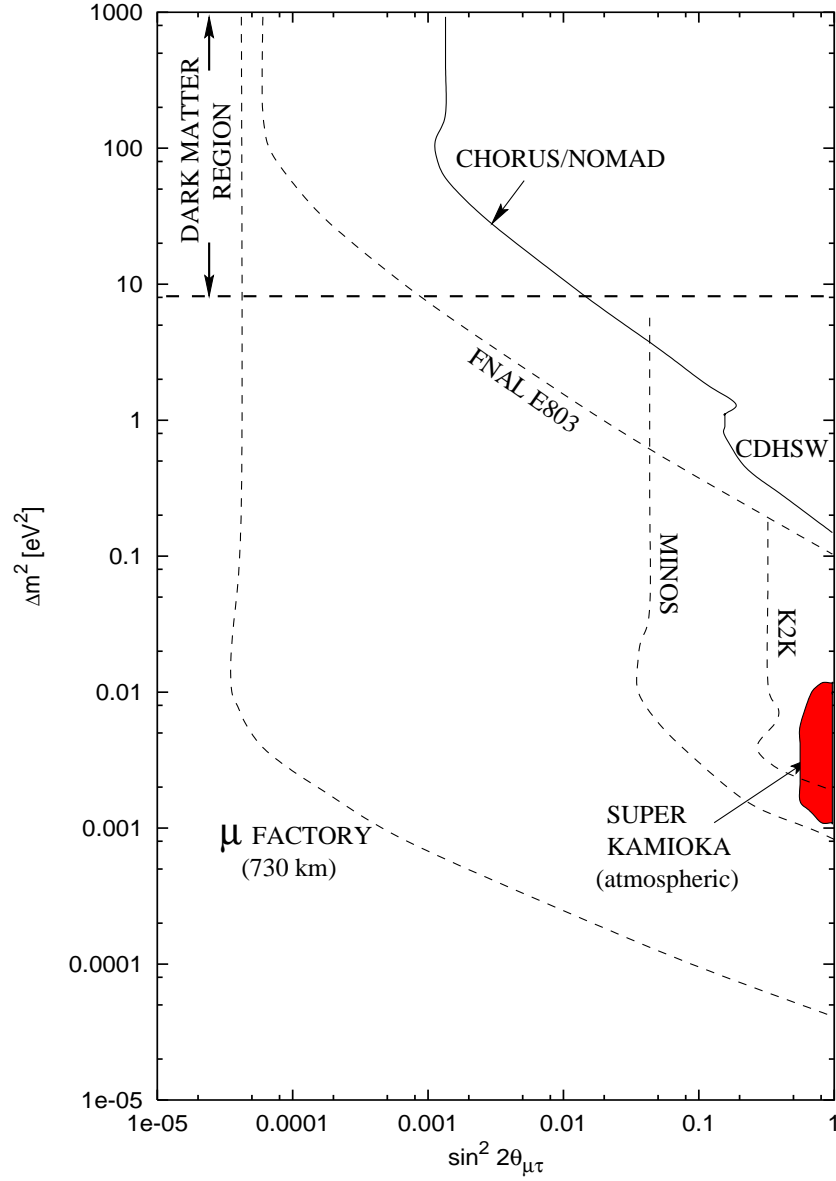 1000
100
10
1
0.1
0.01
0.001
0.0001
1e-05
Δm² [eV²]
DARK MATTER
REGION
CHORUS/NOMAD
FNAL E803
CDHSW
MINOS
K2K
SUPER
KAMIOKA
(atmospheric)
μ FACTORY
(730 km)
1e-05 0.0001 0.001 0.01 0.1 1
sin² 2θμτ